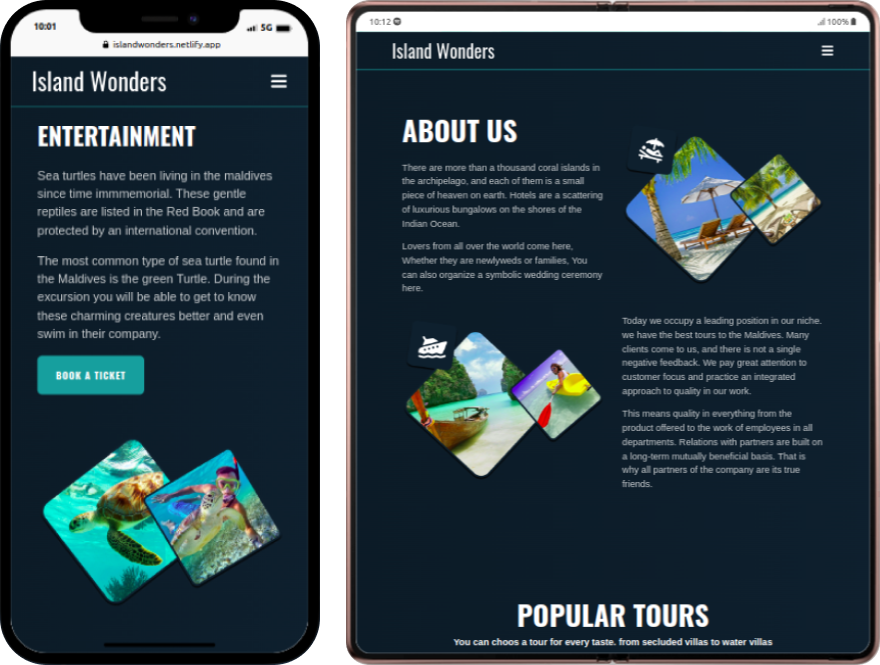 10:01
5G
islandwonders.netlify.app
Island Wonders
ENTERTAINMENT
Sea turtles have been living in the maldives
since time immmemorial. These gentle
reptiles are listed in the Red Book and are
protected by an international convention.
The most common type of sea turtle found in
the Maldives is the green Turtle. During the
excursion you will be able to get to know
these charming creatures better and even
swim in their company.
BOOK A TICKET
10:12
100%
Island Wonders
ABOUT US
There are more than a thousand coral islands in
the archipelago, and each of them is a small
piece of heaven on earth. Hotels are a scattering
of luxurious bungalows on the shores of the
Indian Ocean.
Lovers from all over the world come here,
Whether they are newlyweds or families, You
can also organize a symbolic wedding ceremony
here.
Today we occupy a leading position in our niche.
we have the best tours to the Maldives. Many
clients come to us, and there is not a single
negative feedback. We pay great attention to
customer focus and practice an integrated
approach to quality in our work.
This means quality in everything from the
product offered to the work of employees in all
departments. Relations with partners are built on
a long-term mutually beneficial basis. That is
why all partners of the company are its true
friends.
POPULAR TOURS
You can choos a tour for every taste. from secluded villas to water villas